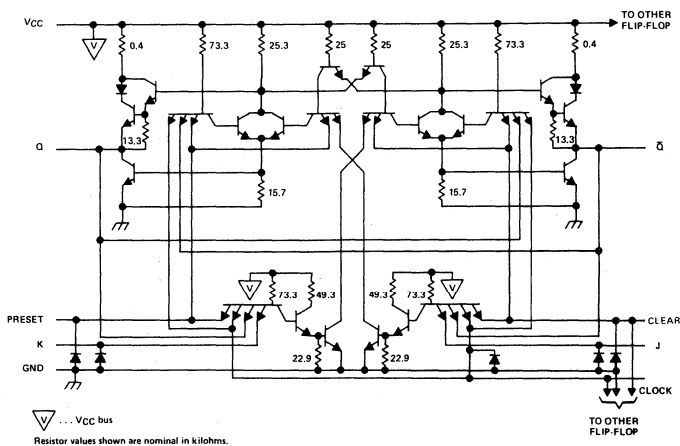 VCC
TO OTHER
FLIP-FLOP
V
0.4
73.3
25.3
25
25
25.3
73.3
0.4
13.3
13.3
Q
Q̄
15.7
15.7
V
V
73.3
49.3
49.3
73.3
PRESET
CLEAR
K
J
22.9
22.9
GND
CLOCK
TO OTHER
FLIP-FLOP
V ... VCC bus
Resistor values shown are nominal in kilohms.